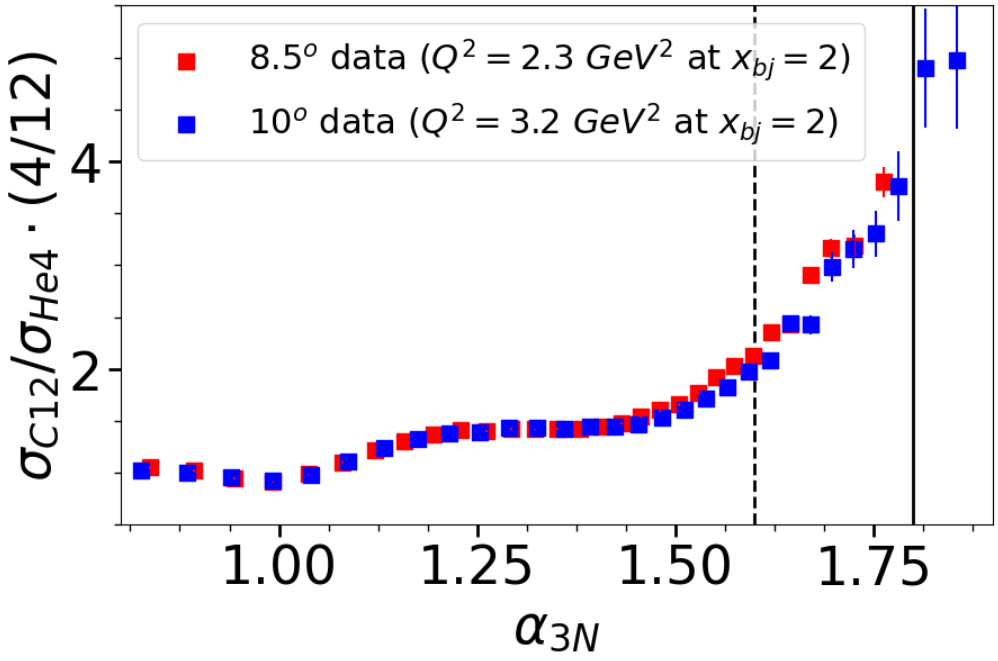 8.5° data (Q² = 2.3 GeV² at x_bj = 2)
10° data (Q² = 3.2 GeV² at x_bj = 2)
σ_C12/σ_He4 · (4/12)
4
2
1.00 1.25 1.50 1.75
α_3N